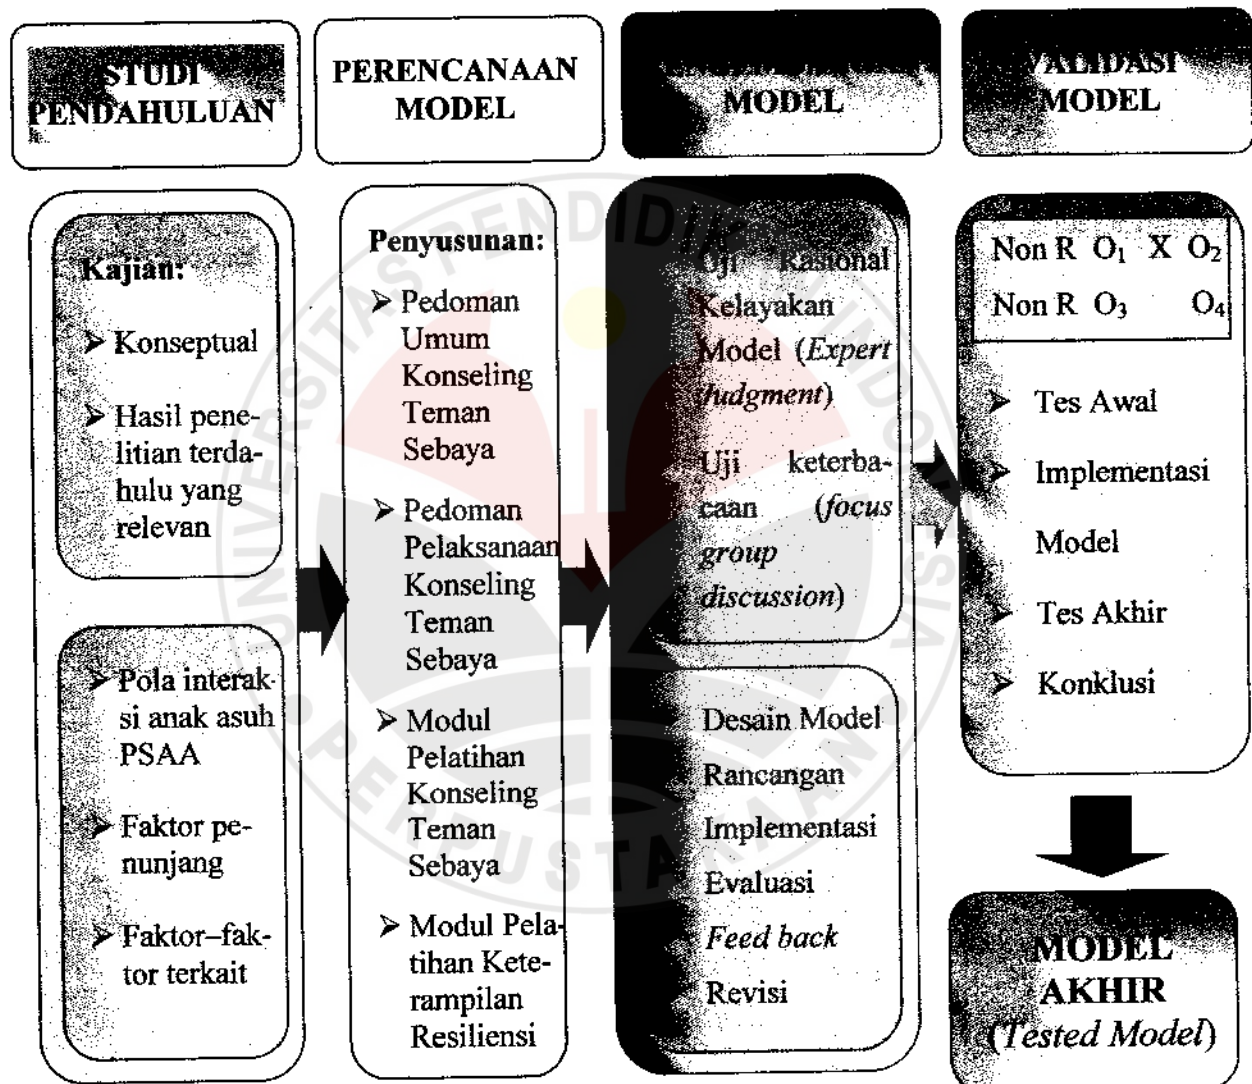 STUDI
PENDAHULUAN
PERENCANAAN
MODEL
MODEL
VALIDASI
MODEL
Kajian:
➤ Konseptual
➤ Hasil pene-
litian terda-
hulu yang
relevan
➤ Pola interak-
si anak asuh
PSAA
➤ Faktor pe-
nunjang
➤ Faktor–fak-
tor terkait
Penyusunan:
➤ Pedoman
Umum
Konseling
Teman
Sebaya
➤ Pedoman
Pelaksanaan
Konseling
Teman
Sebaya
➤ Modul
Pelatihan
Konseling
Teman
Sebaya
➤ Modul Pela-
tihan Kete-
rampilan
Resiliensi
Uji Rasional
Kelayakan
Model (Expert
Judgment)
Uji keterba-
caan (focus
group
discussion)
Desain Model
Rancangan
Implementasi
Evaluasi
Feed back
Revisi
Non R O₁ X O₂
Non R O₃ O₄
➤ Tes Awal
➤ Implementasi
Model
➤ Tes Akhir
➤ Konklusi
MODEL
AKHIR
(Tested Model)
UNIVERSITAS PENDIDIKAN INDONESIA
PERPUSTAKAAN